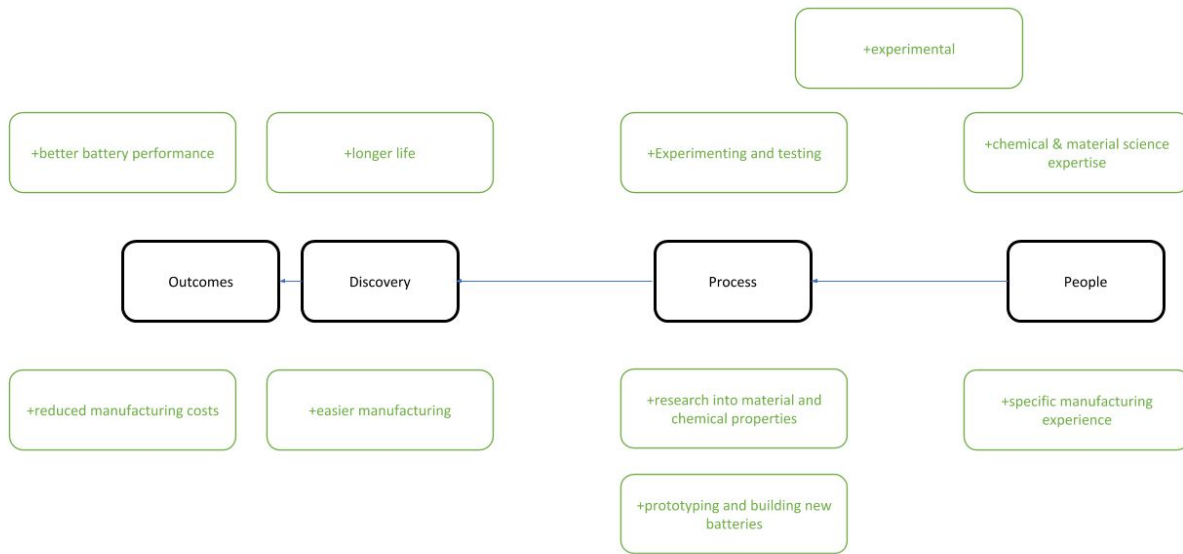 +experimental
+better battery performance
+longer life
+Experimenting and testing
+chemical & material science
expertise
Outcomes
Discovery
Process
People
+reduced manufacturing costs
+easier manufacturing
+research into material and
chemical properties
+specific manufacturing
experience
+prototyping and building new
batteries